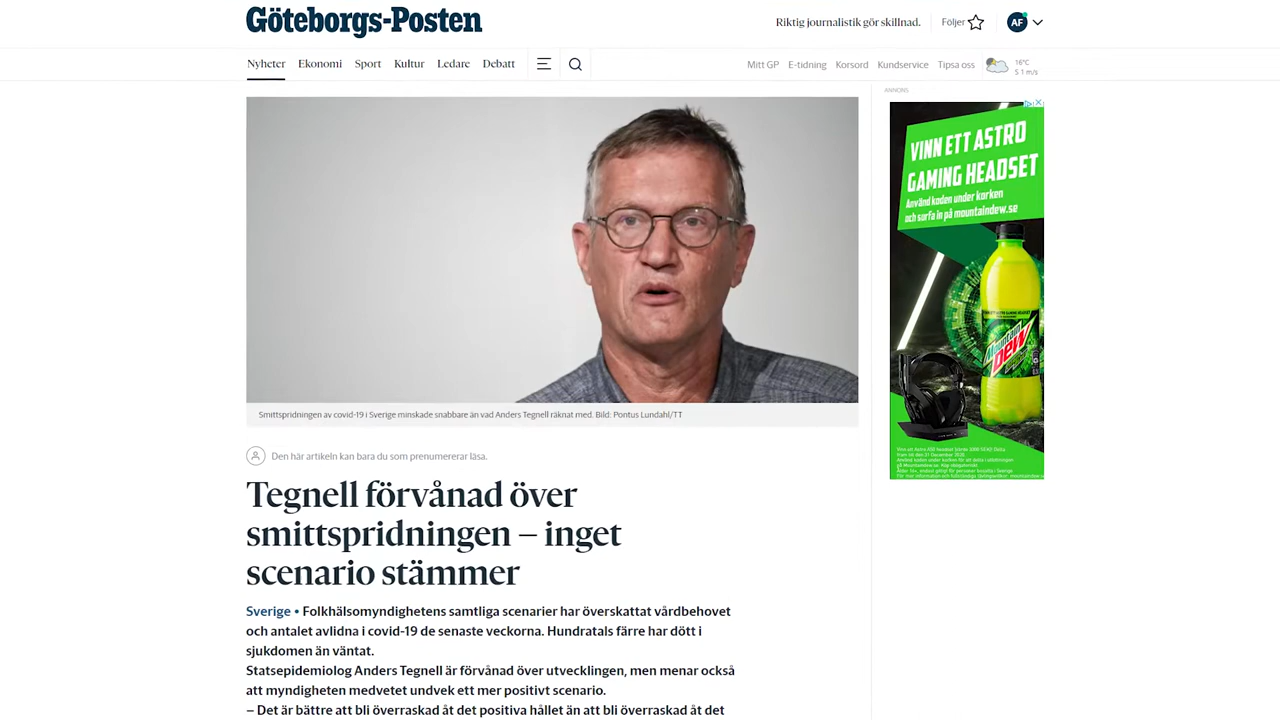 Göteborgs-Posten
Riktig journalistik gör skillnad.
Följer
AF
Nyheter Ekonomi Sport Kultur Ledare Debatt
Mitt GP E-tidning Korsord Kundservice Tipsa oss
16°C
S 1 m/s
ANNONS
VINN ETT ASTRO
GAMING HEADSET
Använd koden under korken
och sorfa in på mountaindew.se
Mountain
DEW
Smittspridningen av covid-19 i Sverige minskade snabbare än vad Anders Tegnell räknat med. Bild: Pontus Lundahl/TT
Den här artikeln kan bara du som prenumererar läsa.
Tegnell förvånad över
smittspridningen – inget
scenario stämmer
Sverige • Folkhälsomyndighetens samtliga scenarier har överskattat vårdbehovet
och antalet avlidna i covid-19 de senaste veckorna. Hundratals färre har dött i
sjukdomen än väntat.
Statsepidemiolog Anders Tegnell är förvånad över utvecklingen, men menar också
att myndigheten medvetet undvek ett mer positivt scenario.
– Det är bättre att bli överraskad åt det positiva hållet än att bli överraskad åt det